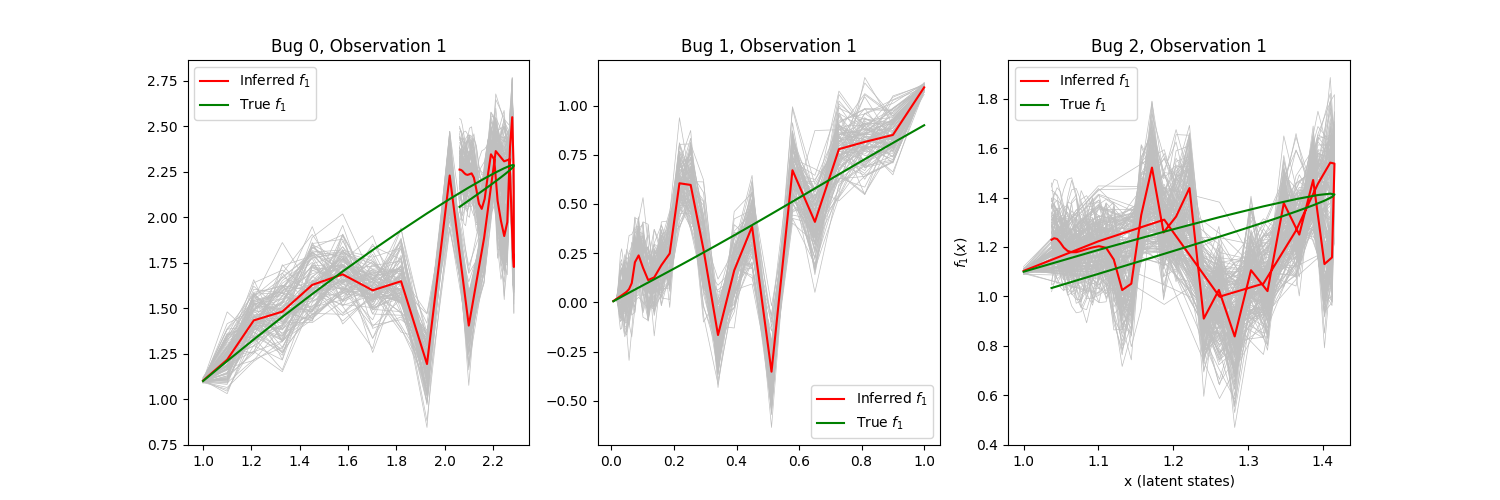 Bug 0, Observation 1
Inferred f₁
True f₁
2.75
2.50
2.25
2.00
1.75
1.50
1.25
1.00
0.75
1.0 1.2 1.4 1.6 1.8 2.0 2.2
Bug 1, Observation 1
1.00
0.75
0.50
0.25
0.00
−0.25
−0.50
Inferred f₁
True f₁
0.0 0.2 0.4 0.6 0.8 1.0
Bug 2, Observation 1
Inferred f₁
True f₁
f₁(x)
1.8
1.6
1.4
1.2
1.0
0.8
0.6
0.4
1.0 1.1 1.2 1.3 1.4
x (latent states)